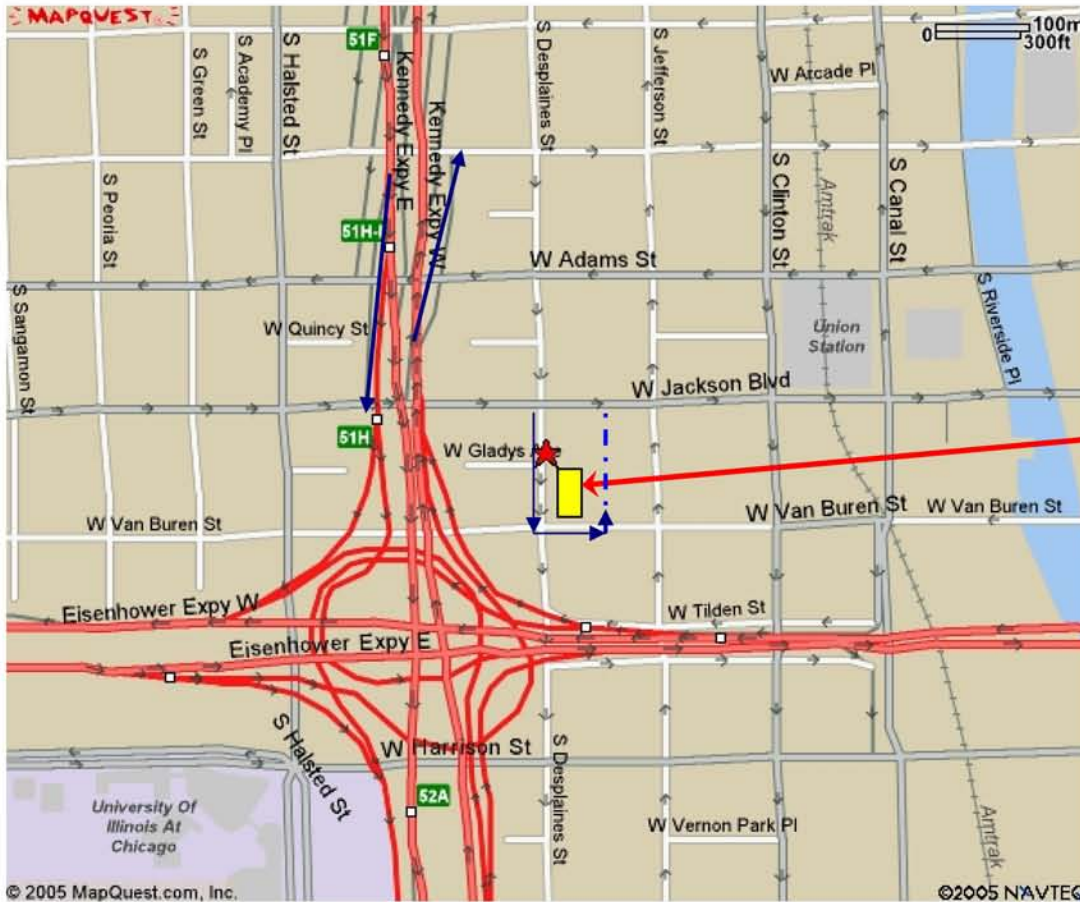 MAPQUEST
0 100m
300ft
51F
S Green St
S Academy Pl
S Halsted St
Kennedy Expy E
Kennedy Expy W
S Desplaines St
S Jefferson St
W Arcade Pl
S Peoria St
S Clinton St
Amtrak
S Canal St
51H-I
W Adams St
S Sangamon St
W Quincy St
Union
Station
S Riverside Pl
W Jackson Blvd
51H
W Gladys Ave
W Van Buren St
W Van Buren St
W Van Buren St
Eisenhower Expy W
W Tilden St
Eisenhower Expy E
S Halsted St
W Harrison St
S Desplaines St
52A
University Of
Illinois At
Chicago
W Vernon Park Pl
Amtrak
© 2005 MapQuest.com, Inc.
©2005 NAVTEQ